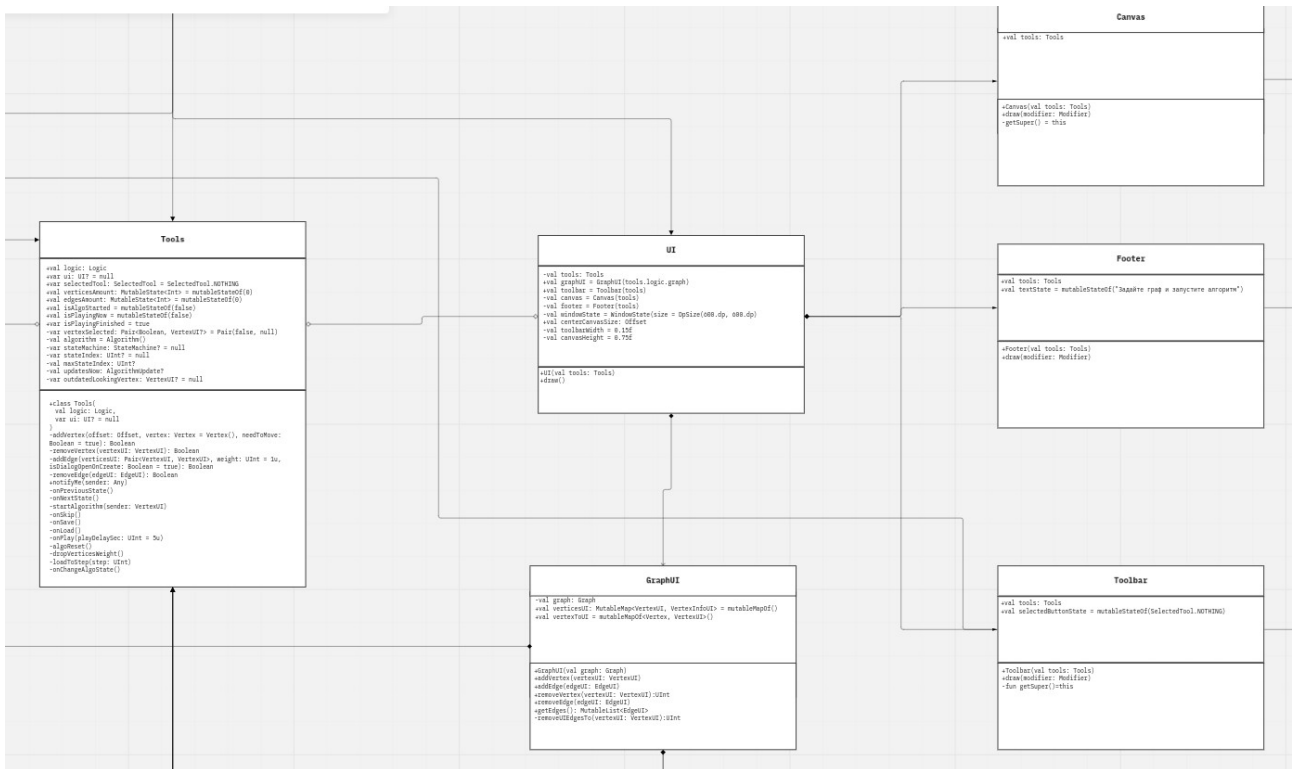 Tools
+val logic: Logic
+var ui: UI? = null
+var selectedTool: SelectedTool = SelectedTool.NOTHING
+val verticesAmount: MutableState<Int> = mutableStateOf(0)
+val edgesAmount: MutableState<Int> = mutableStateOf(0)
+val isAlgoStarted = mutableStateOf(false)
+var isPlayingNow = mutableStateOf(false)
+var isPlayingFinished = true
-var vertexSelected: Pair<Boolean, VertexUI?> = Pair(false, null)
-val algorithm = Algorithm()
-var stateMachine: StateMachine? = null
-var stateIndex: UInt? = null
-val maxStateIndex: UInt?
-val updatesNow: AlgorithmUpdate?
-var outdatedLookingVertex: VertexUI? = null
+class Tools(
val logic: Logic,
var ui: UI? = null
)
-addVertex(offset: Offset, vertex: Vertex = Vertex(), needToMove:
Boolean = true): Boolean
-removeVertex(vertexUI: VertexUI): Boolean
-addEdge(verticesUI: Pair<VertexUI, VertexUI>, weight: UInt = 1u,
isDialogOpenOnCreate: Boolean = true): Boolean
-removeEdge(edgeUI: EdgeUI): Boolean
+notifyMe(sender: Any)
-onPreviousState()
-onNextState()
-startAlgorithm(sender: VertexUI)
-onSkip()
-onSave()
-onLoad()
-onPlay(playDelaySec: UInt = 5u)
-algoReset()
-dropVerticesWeight()
-loadToStep(step: UInt)
-onChangeAlgoState()
UI
-val tools: Tools
+val graphUI = GraphUI(tools.logic.graph)
+val toolbar = Toolbar(tools)
-val canvas = Canvas(tools)
-val footer = Footer(tools)
-val windowState = WindowState(size = DpSize(600.dp, 600.dp)
+val centerCanvasSize: Offset
-val toolbarWidth = 0.15f
-val canvasHeight = 0.75f
+UI(val tools: Tools)
+draw()
GraphUI
-val graph: Graph
+val verticesUI: MutableMap<VertexUI, VertexInfoUI> = mutableMapOf()
+val vertexToUI = mutableMapOf<Vertex, VertexUI>()
+GraphUI(val graph: Graph)
+addVertex(vertexUI: VertexUI)
+addEdge(edgeUI: EdgeUI)
+removeVertex(vertexUI: VertexUI):UInt
+removeEdge(edgeUI: EdgeUI)
+getEdges(): MutableList<EdgeUI>
-removeUIEdgesTo(vertexUI: VertexUI):UInt
Canvas
+val tools: Tools
+Canvas(val tools: Tools)
+draw(modifier: Modifier)
-getSuper() = this
Footer
+val tools: Tools
+val textState = mutableStateOf("Задайте граф и запустите алгоритм")
+Footer(val tools: Tools)
+draw(modifier: Modifier)
Toolbar
+val tools: Tools
+val selectedButtonState = mutableStateOf(SelectedTool.NOTHING)
+Toolbar(val tools: Tools)
+draw(modifier: Modifier)
-fun getSuper()=this